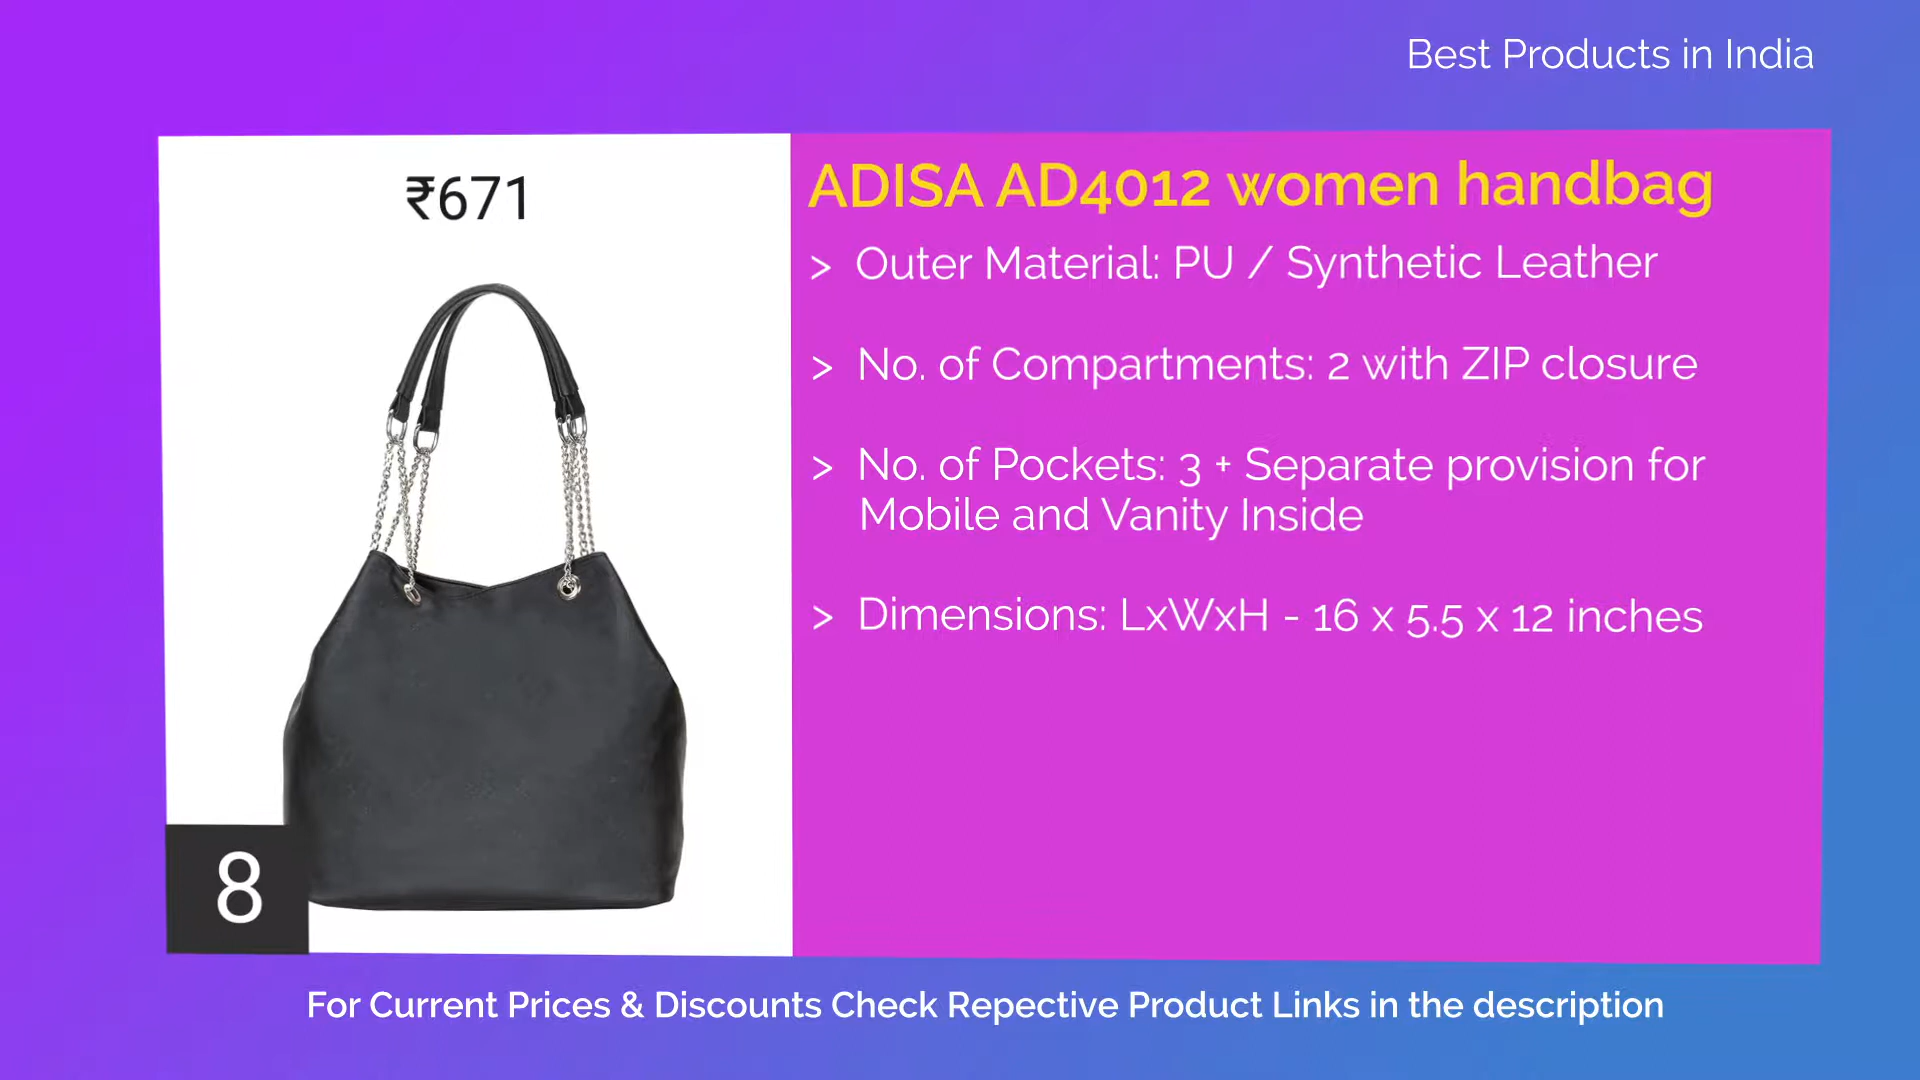 Best Products in India
₹671
ADISA AD4012 women handbag
> Outer Material: PU / Synthetic Leather
> No. of Compartments: 2 with ZIP closure
> No. of Pockets: 3 + Separate provision for
Mobile and Vanity Inside
> Dimensions: LxWxH - 16 x 5.5 x 12 inches
8
For Current Prices & Discounts Check Repective Product Links in the description